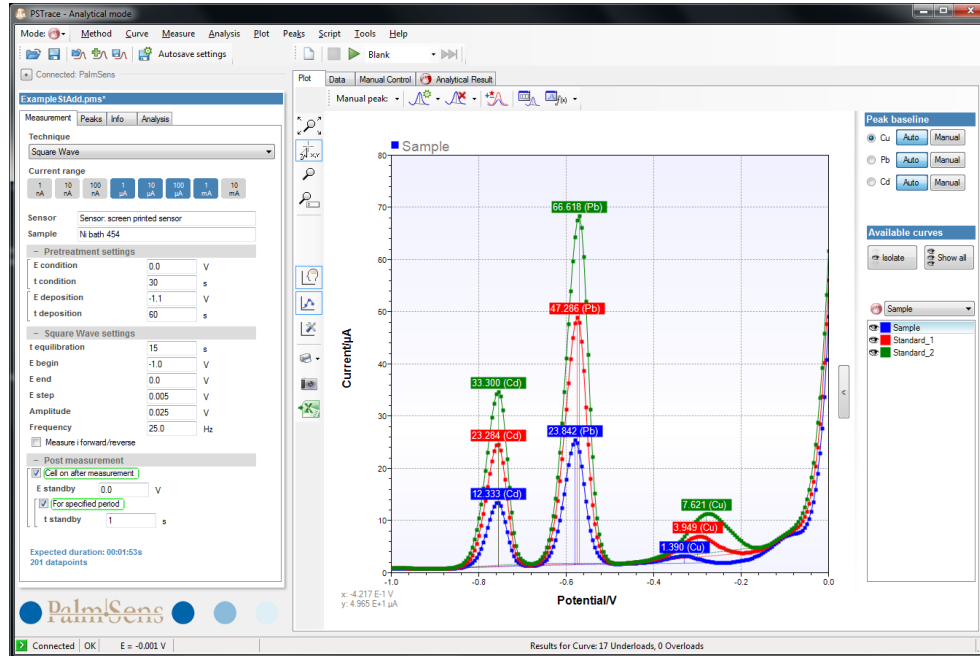 PSTrace - Analytical mode
Mode: Method Curve Measure Analysis Plot Peaks Script Tools Help
Autosave settings Blank
Connected: PalmSens
Plot Data Manual Control Analytical Result
Manual peak:
ExampleStAdd.pms*
Measurement Peaks Info Analysis
Technique
Square Wave
Current range
1 nA 10 nA 100 nA 1 µA 10 µA 100 µA 1 mA 10 mA
Sensor Sensor: screen printed sensor
Sample Ni bath 454
− Pretreatment settings
E condition 0.0 V
t condition 30 s
E deposition -1.1 V
t deposition 60 s
− Square Wave settings
t equilibration 15 s
E begin -1.0 V
E end 0.0 V
E step 0.005 V
Amplitude 0.025 V
Frequency 25.0 Hz
Measure i forward/reverse
− Post measurement
Cell on after measurement
E standby 0.0 V
For specified period
t standby 1 s
Expected duration: 00:01:53s
201 datapoints
PalmSens
Sample
80
70
60
50
40
30
20
10
0
Current/µA
66.618 (Pb)
47.286 (Pb)
33.300 (Cd)
23.284 (Cd)
23.842 (Pb)
12.333 (Cd)
7.621 (Cu)
3.949 (Cu)
1.390 (Cu)
-1.0 -0.8 -0.6 -0.4 -0.2 0.0
Potential/V
x: -4.217 E-1 V
y: 4.965 E+1 µA
Peak baseline
Cu Auto Manual
Pb Auto Manual
Cd Auto Manual
Available curves
Isolate Show all
Sample
Sample
Standard_1
Standard_2
<
Connected OK E = -0.001 V Results for Curve: 17 Underloads, 0 Overloads